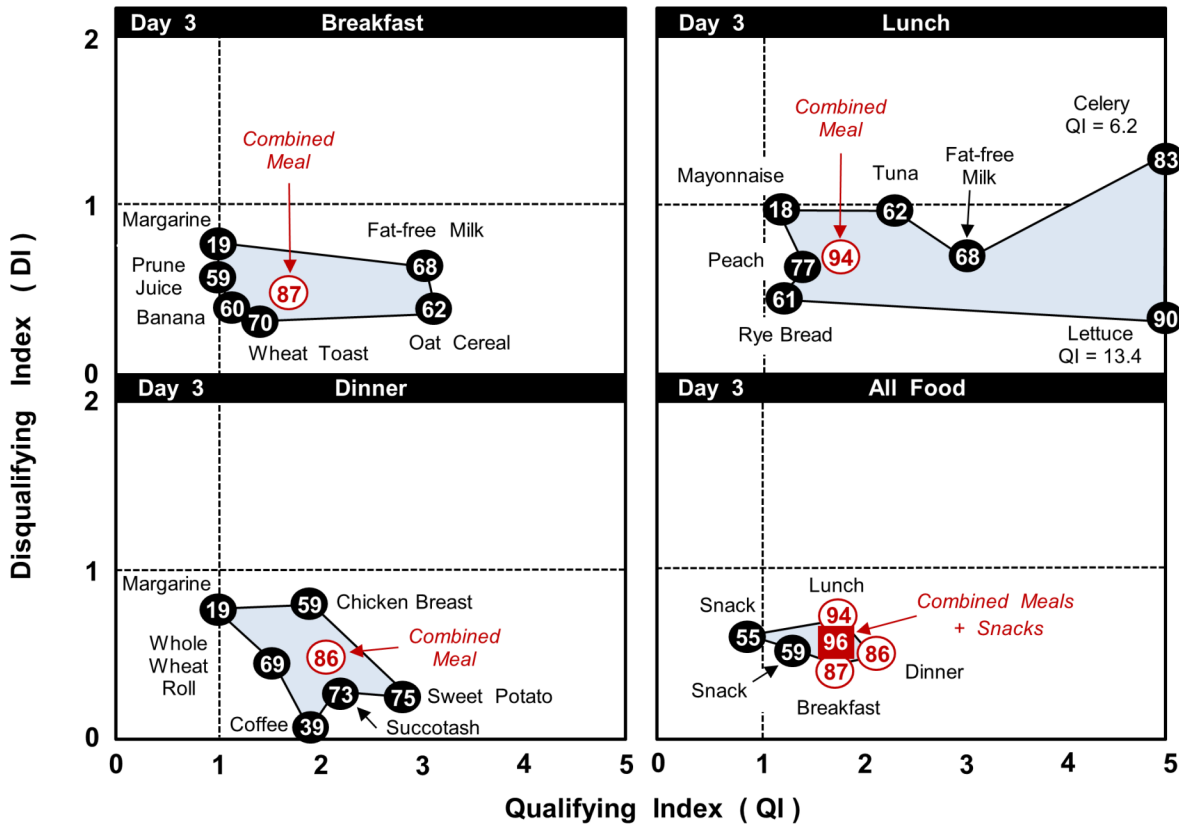 Day 3 Breakfast
2
Combined
Meal
1
Margarine
19
Fat-free Milk
68
Prune
Juice
59
87
Banana
60
70
62
Wheat Toast
Oat Cereal
0
Day 3 Lunch
Celery
QI = 6.2
Combined
Meal
Fat-free
Milk
83
Tuna
Mayonnaise
18
62
94
68
Peach
77
61
90
Rye Bread
Lettuce
QI = 13.4
Day 3 Dinner
2
1
Margarine
19
59
Chicken Breast
Whole
Wheat
Roll
69
86
Combined
Meal
73
75
Sweet Potato
Coffee
39
Succotash
0
0 1 2 3 4 5
Day 3 All Food
Lunch
Snack
94
Combined Meals
+ Snacks
55
59
96
86
Snack
87
Dinner
Breakfast
0 1 2 3 4 5
Disqualifying Index ( DI )
Qualifying Index ( QI )